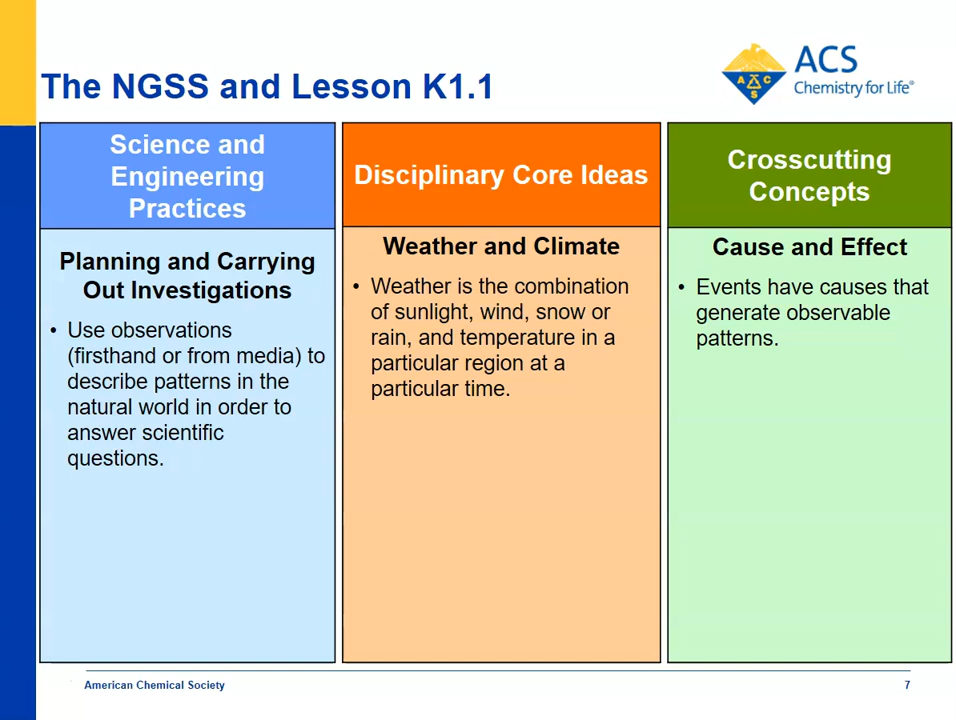 The NGSS and Lesson K1.1
A C S
ACS
Chemistry for Life®
Science and
Engineering
Practices
Planning and Carrying
Out Investigations
• Use observations
(firsthand or from media) to
describe patterns in the
natural world in order to
answer scientific
questions.
Disciplinary Core Ideas
Weather and Climate
• Weather is the combination
of sunlight, wind, snow or
rain, and temperature in a
particular region at a
particular time.
Crosscutting
Concepts
Cause and Effect
• Events have causes that
generate observable
patterns.
American Chemical Society
7